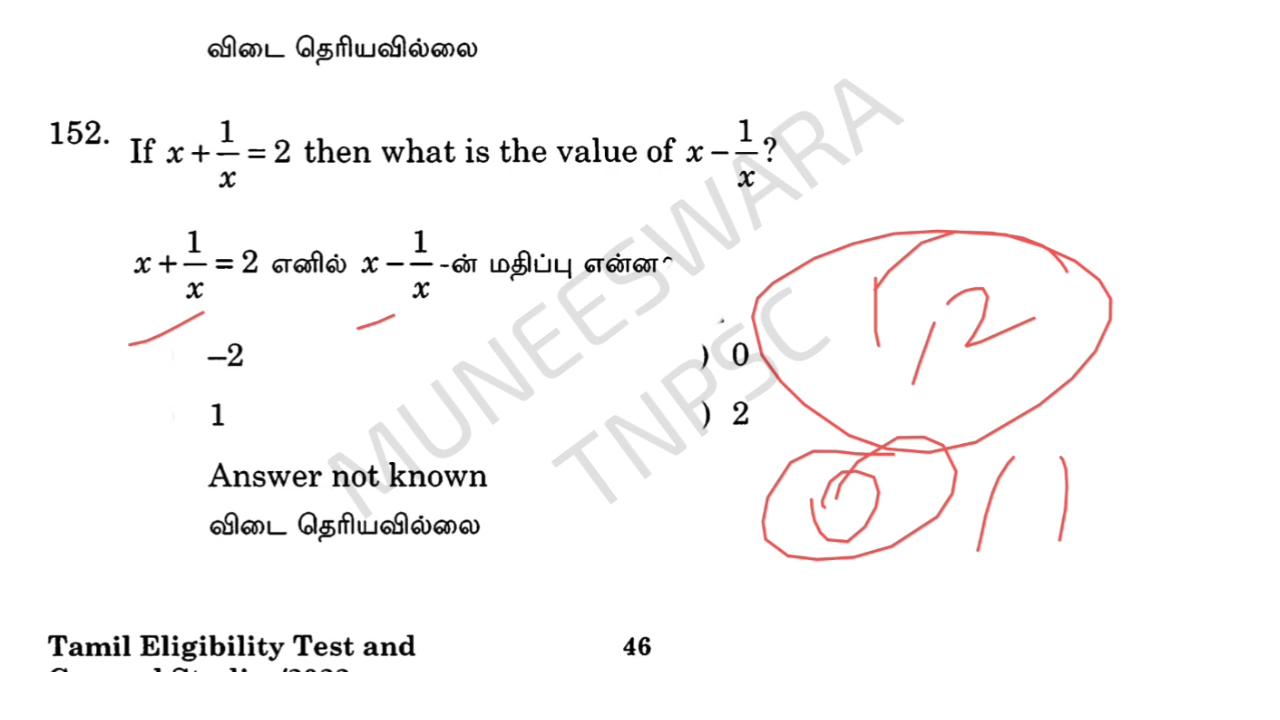 விடை தெரியவில்லை
152. If x + 1/x = 2 then what is the value of x − 1/x ?
x + 1/x = 2 எனில் x − 1/x -ன் மதிப்பு என்ன
–2 ) 0
1 ) 2
Answer not known
விடை தெரியவில்லை
MUNEESWARA
TNPSC
Tamil Eligibility Test and 46